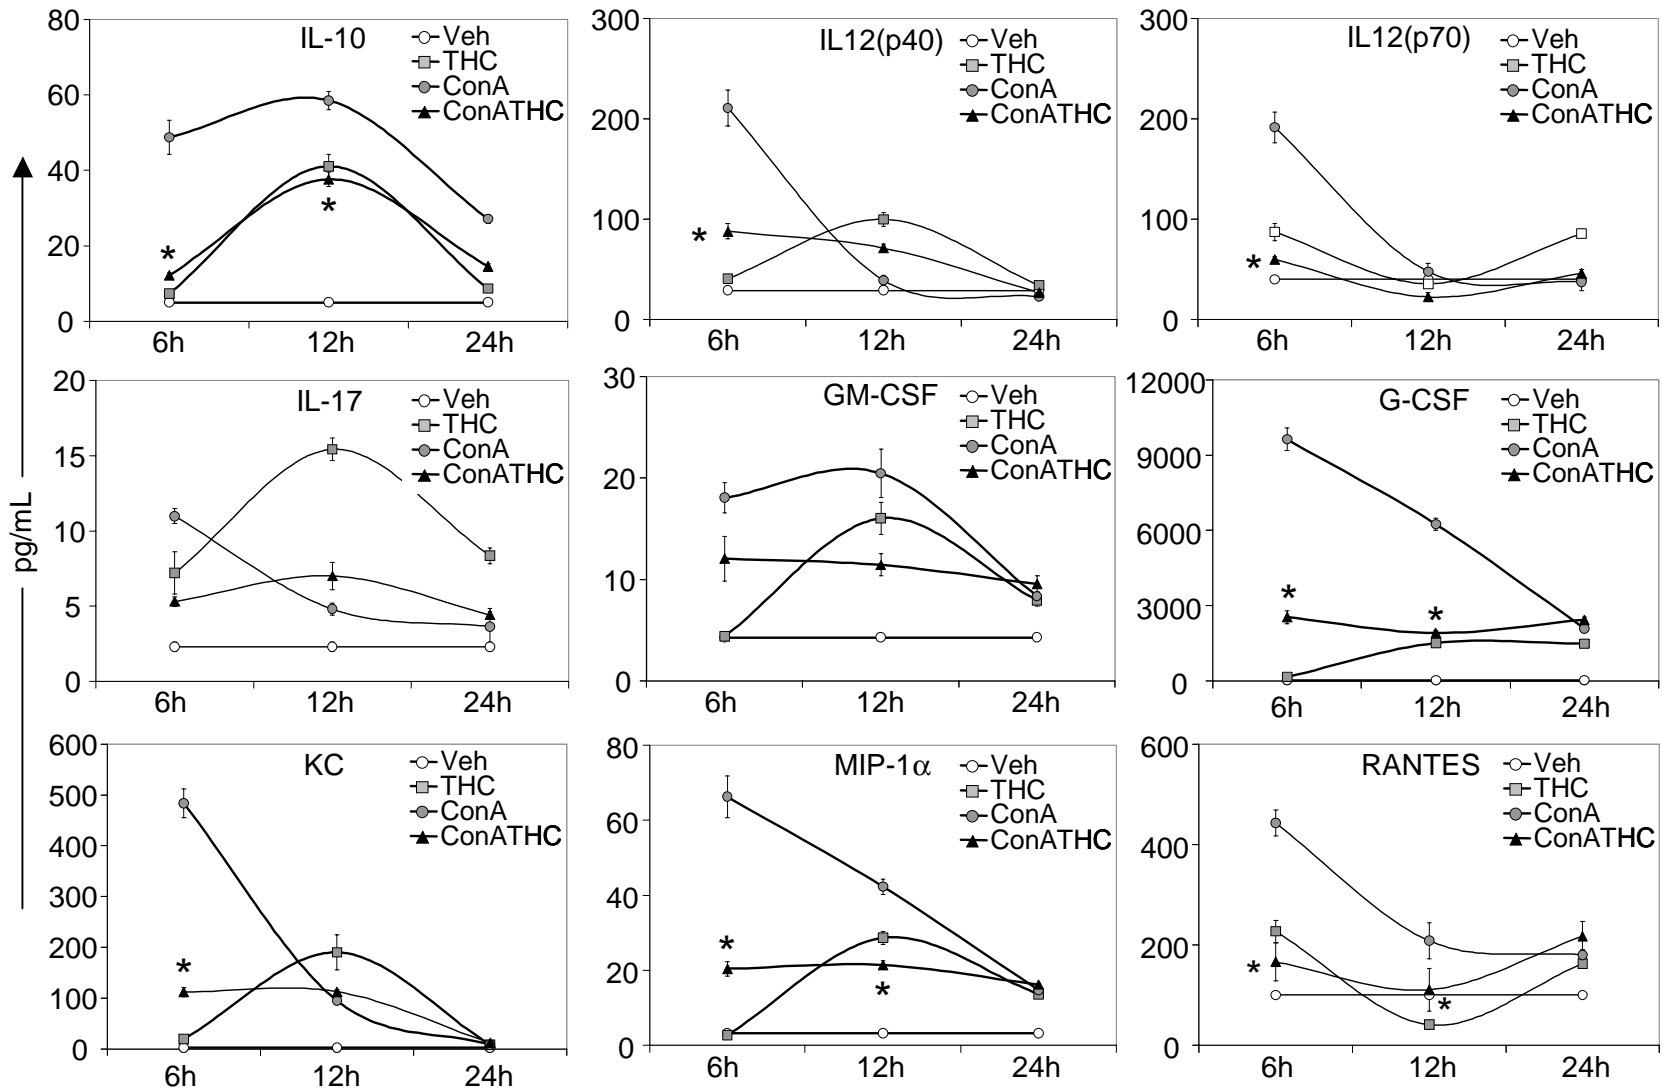 pg/mL
IL-10
Veh
THC
ConA
ConATHC
80
60
40
20
0
6h 12h 24h
*
*
IL12(p40)
Veh
THC
ConA
ConATHC
300
200
100
0
6h 12h 24h
*
IL12(p70)
Veh
THC
ConA
ConATHC
300
200
100
0
6h 12h 24h
*
IL-17
Veh
THC
ConA
ConATHC
20
15
10
5
0
6h 12h 24h
GM-CSF
Veh
THC
ConA
ConATHC
30
20
10
0
6h 12h 24h
G-CSF
Veh
THC
ConA
ConATHC
12000
9000
6000
3000
0
6h 12h 24h
*
*
KC
Veh
THC
ConA
ConATHC
600
500
400
300
200
100
0
6h 12h 24h
*
MIP-1α
Veh
THC
ConA
ConATHC
80
60
40
20
0
6h 12h 24h
*
*
RANTES
Veh
THC
ConA
ConATHC
600
400
200
0
6h 12h 24h
*
*